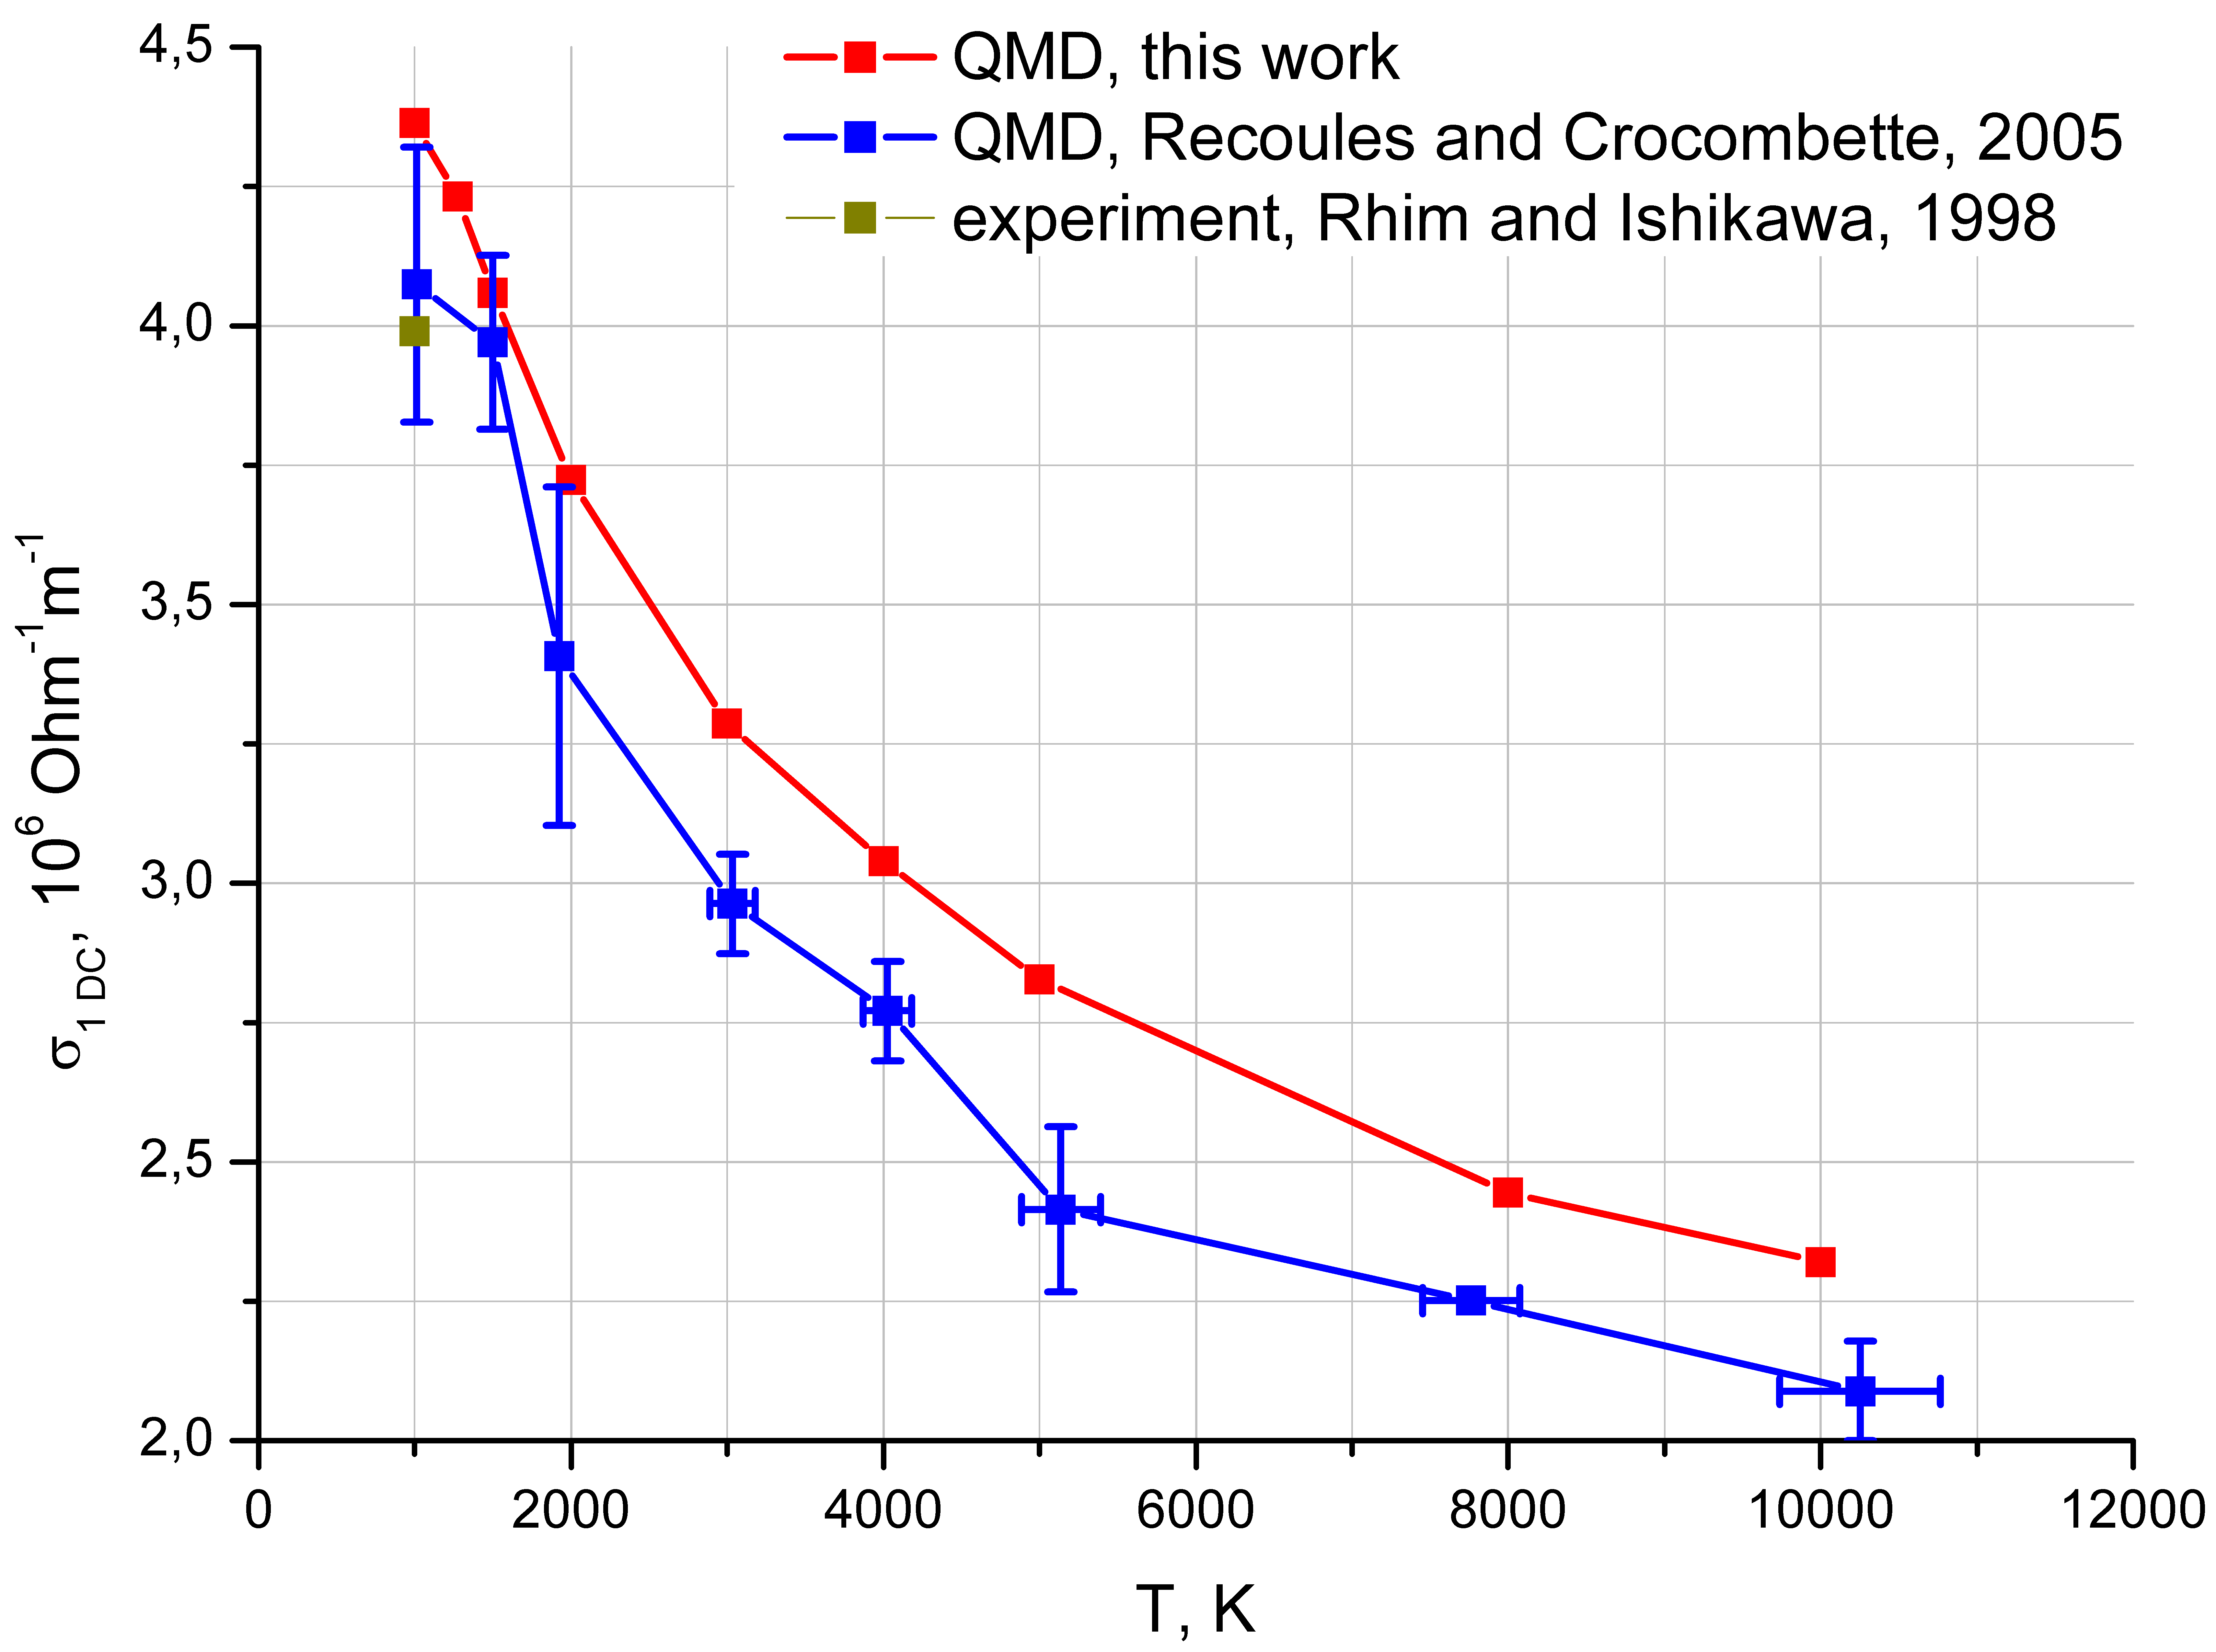 4,5
4,0
3,5
3,0
2,5
2,0
σ1 DC, 10^6 Ohm^-1m^-1
QMD, this work
QMD, Recoules and Crocombette, 2005
experiment, Rhim and Ishikawa, 1998
0 2000 4000 6000 8000 10000 12000
T, K